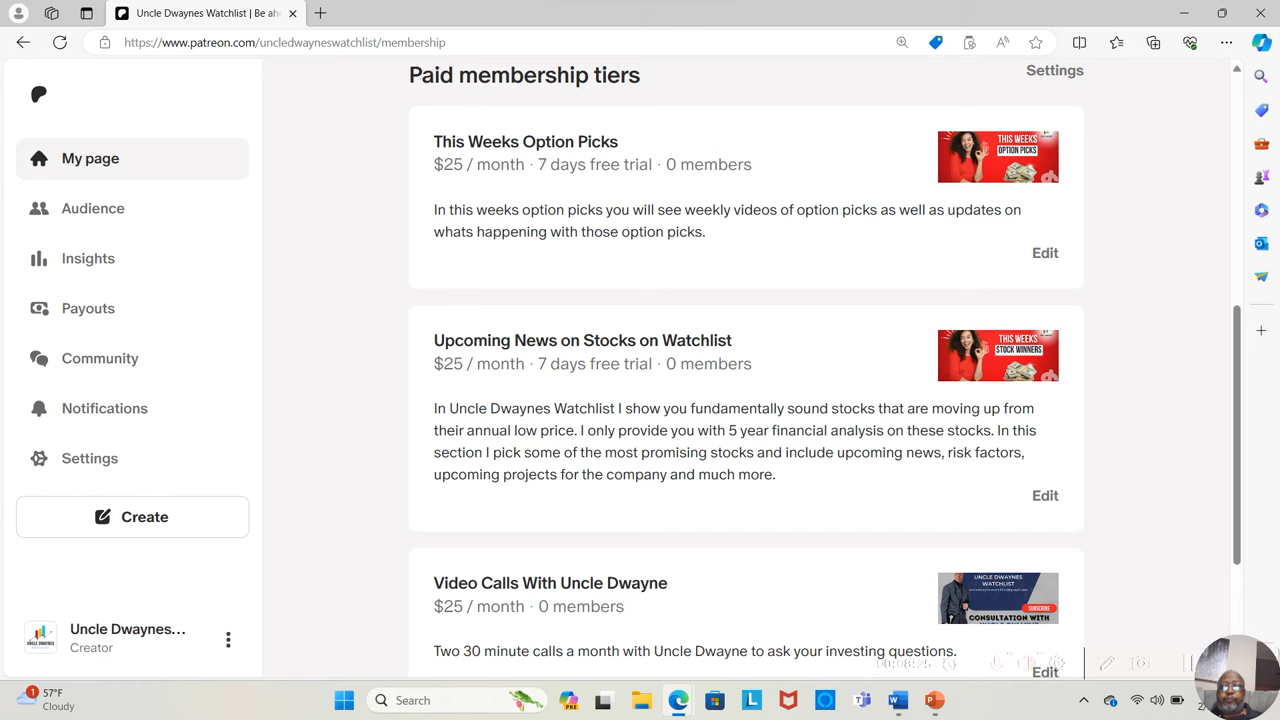 Uncle Dwaynes Watchlist | Be ah
https://www.patreon.com/uncledwayneswatchlist/membership
My page
Audience
Insights
Payouts
Community
Notifications
Settings
Create
Uncle Dwaynes...
Creator
Paid membership tiers
Settings
This Weeks Option Picks
$25 / month · 7 days free trial · 0 members
In this weeks option picks you will see weekly videos of option picks as well as updates on
whats happening with those option picks.
Edit
THIS WEEKS
OPTION PICKS
Upcoming News on Stocks on Watchlist
$25 / month · 7 days free trial · 0 members
In Uncle Dwaynes Watchlist I show you fundamentally sound stocks that are moving up from
their annual low price. I only provide you with 5 year financial analysis on these stocks. In this
section I pick some of the most promising stocks and include upcoming news, risk factors,
upcoming projects for the company and much more.
Edit
THIS WEEKS
STOCK WINNERS
Video Calls With Uncle Dwayne
$25 / month · 0 members
Two 30 minute calls a month with Uncle Dwayne to ask your investing questions.
Edit
UNCLE DWAYNES
WATCHLIST
SUBSCRIBE
CONSULTATION WITH
00:08:25
1
57°F
Cloudy
Search